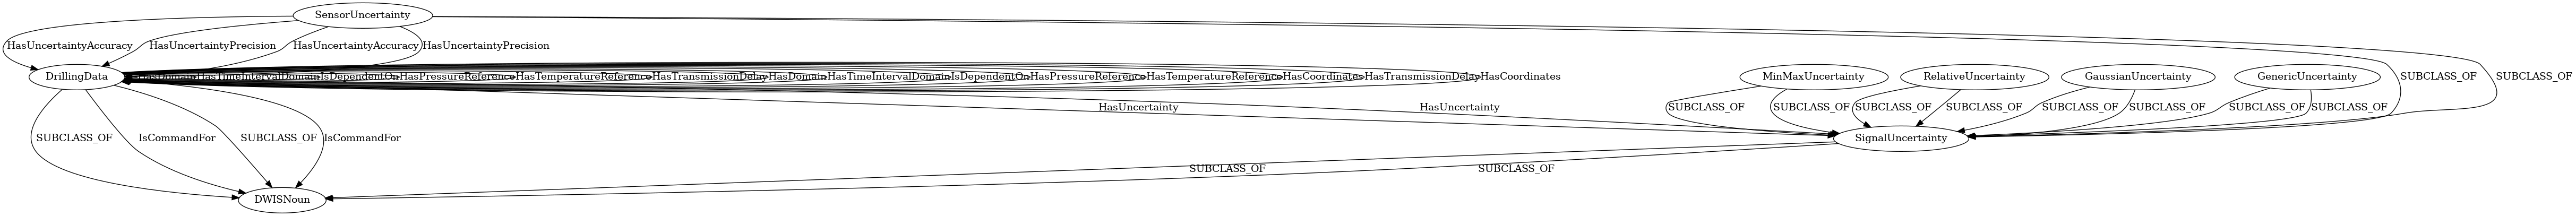 SensorUncertainty
HasUncertaintyAccuracy HasUncertaintyPrecision HasUncertaintyAccuracy HasUncertaintyPrecision
DrillingData HasDomain HasTimeIntervalDomain IsDependentOn HasPressureReference HasTemperatureReference HasTransmissionDelay HasDomain HasTimeIntervalDomain IsDependentOn HasPressureReference HasTemperatureReference HasCoordinates HasTransmissionDelay HasCoordinates MinMaxUncertainty RelativeUncertainty GaussianUncertainty GenericUncertainty SUBCLASS_OF SUBCLASS_OF
HasUncertainty HasUncertainty SUBCLASS_OF SUBCLASS_OF SUBCLASS_OF SUBCLASS_OF SUBCLASS_OF SUBCLASS_OF SUBCLASS_OF SUBCLASS_OF
SUBCLASS_OF IsCommandFor SUBCLASS_OF IsCommandFor SignalUncertainty
SUBCLASS_OF SUBCLASS_OF
DWISNoun